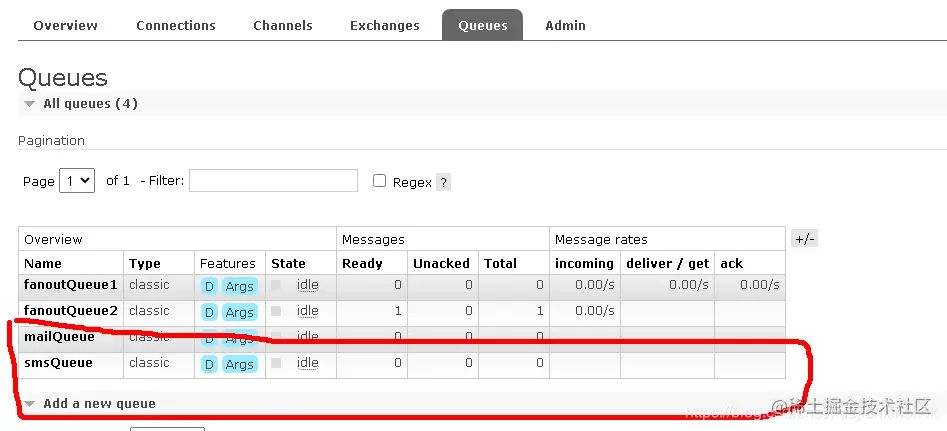 Overview Connections Channels Exchanges Queues Admin
Queues
All queues (4)
Pagination
Page 1 of 1 - Filter: Regex ?
Overview Messages Message rates +/-
Name Type Features State Ready Unacked Total incoming deliver / get ack
fanoutQueue1 classic D Args idle 0 0 0 0.00/s 0.00/s 0.00/s
fanoutQueue2 classic D Args idle 1 0 1 0.00/s
mailQueue classic D Args idle 0 0 0
smsQueue classic D Args idle 0 0 0
Add a new queue
@稀土掘金技术社区